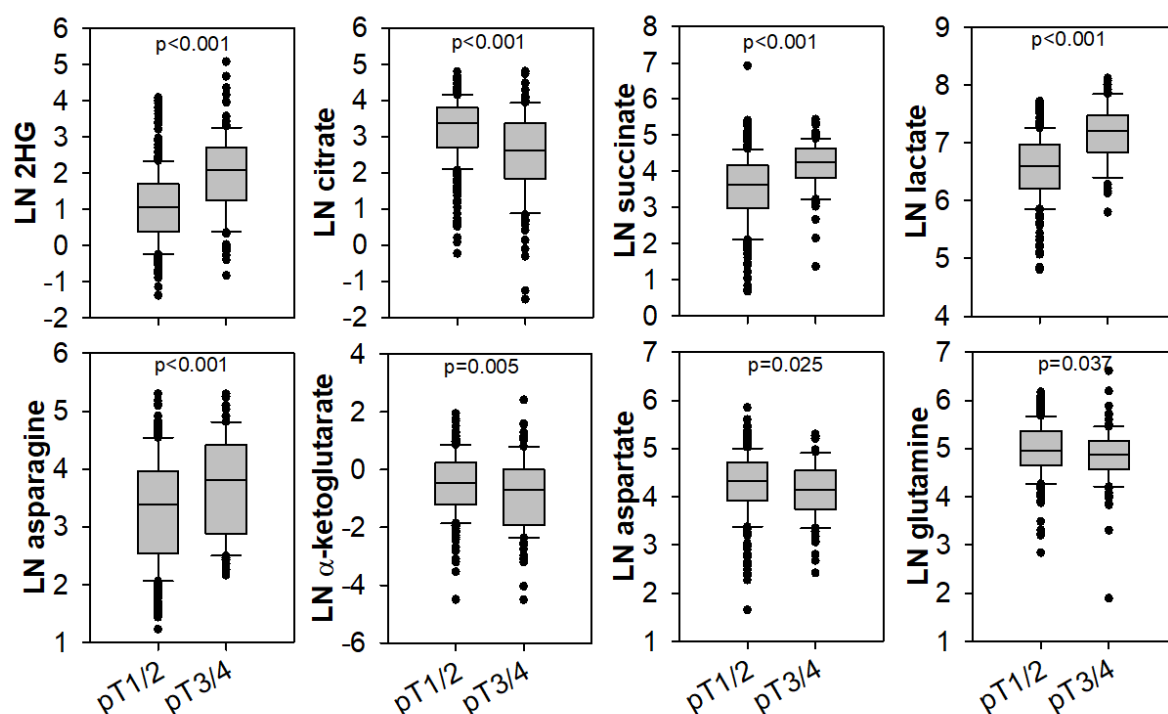 LN 2HG
6
5
4
3
2
1
0
-1
-2
p<0.001
LN citrate
6
5
4
3
2
1
0
-1
-2
p<0.001
LN succinate
8
7
6
5
4
3
2
1
0
p<0.001
LN lactate
9
8
7
6
5
4
p<0.001
LN asparagine
6
5
4
3
2
1
p<0.001
pT1/2
pT3/4
LN α-ketoglutarate
4
2
0
-2
-4
-6
p=0.005
pT1/2
pT3/4
LN aspartate
7
6
5
4
3
2
1
p=0.025
pT1/2
pT3/4
LN glutamine
7
6
5
4
3
2
1
p=0.037
pT1/2
pT3/4